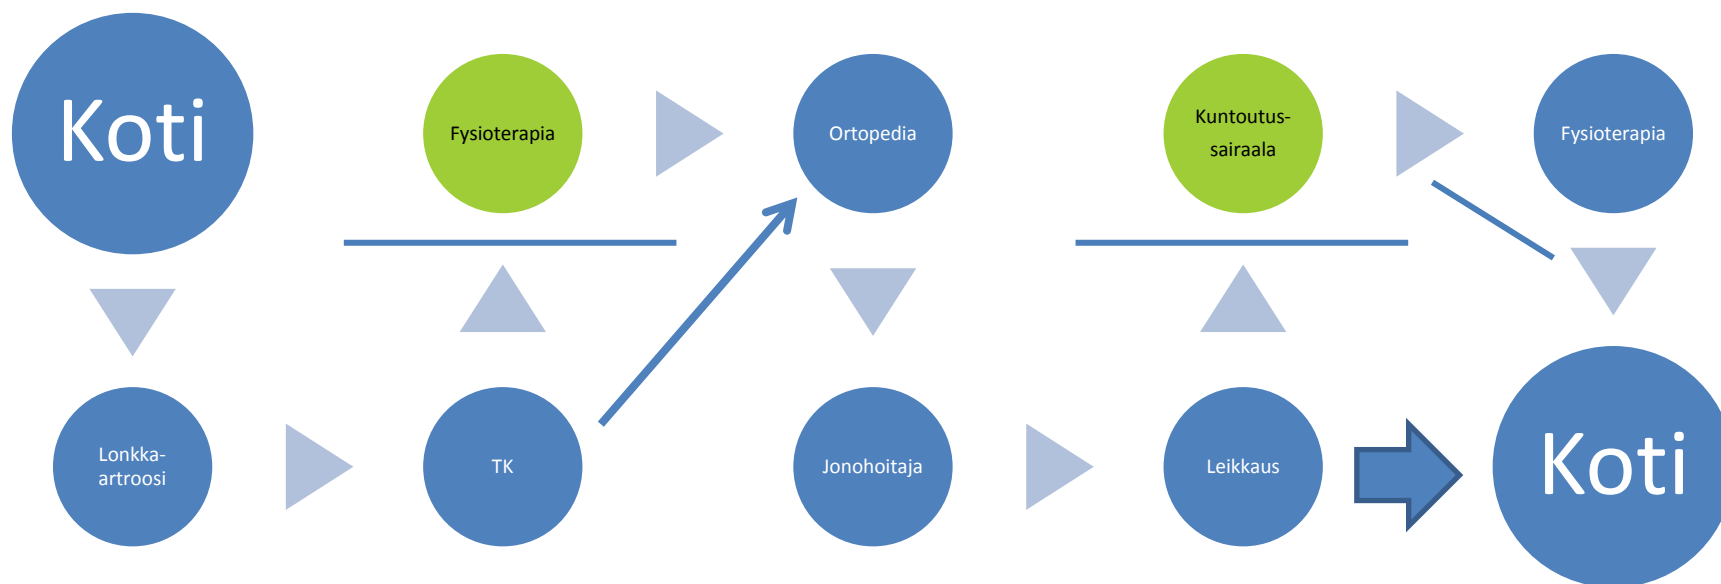 Koti
Fysioterapia
Ortopedia
Kuntoutus-
sairaala
Fysioterapia
Lonkka-
artroosi
TK
Jonohoitaja
Leikkaus
Koti